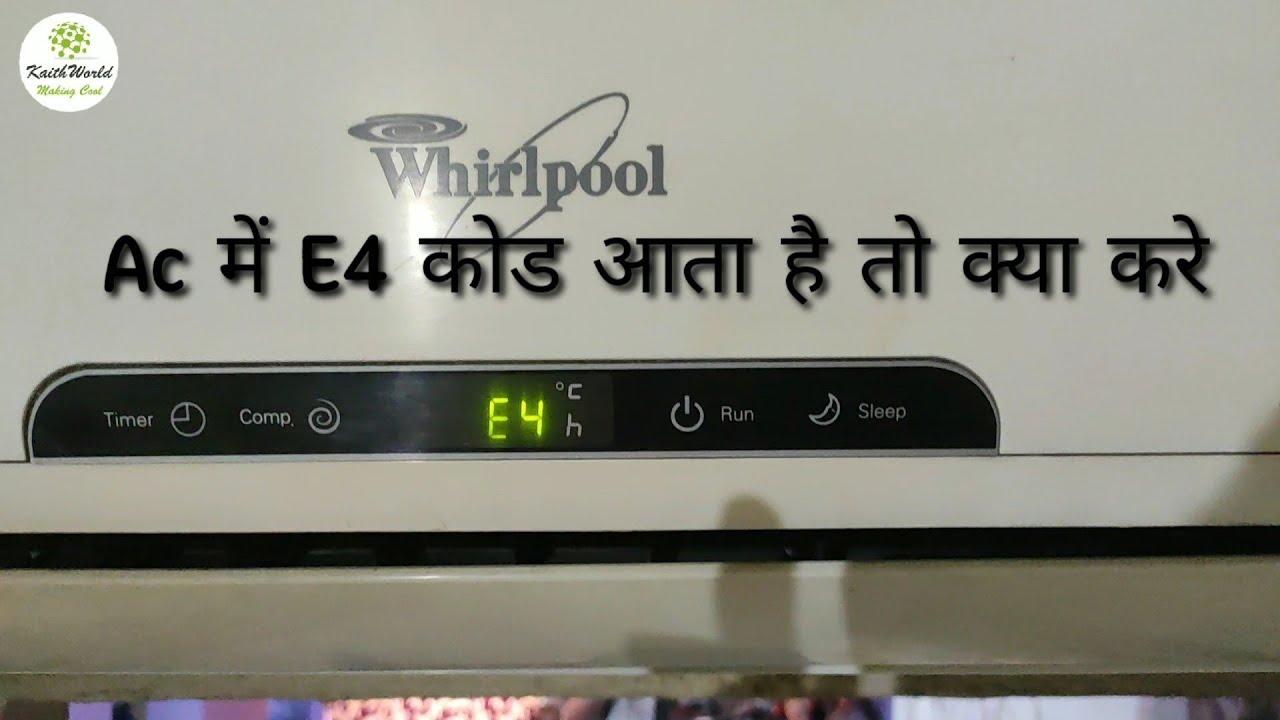 KaithWorld
Making Cool
Whirlpool
Ac में E4 कोड आता है तो क्या करे
Timer Comp. E4 °C h Run Sleep